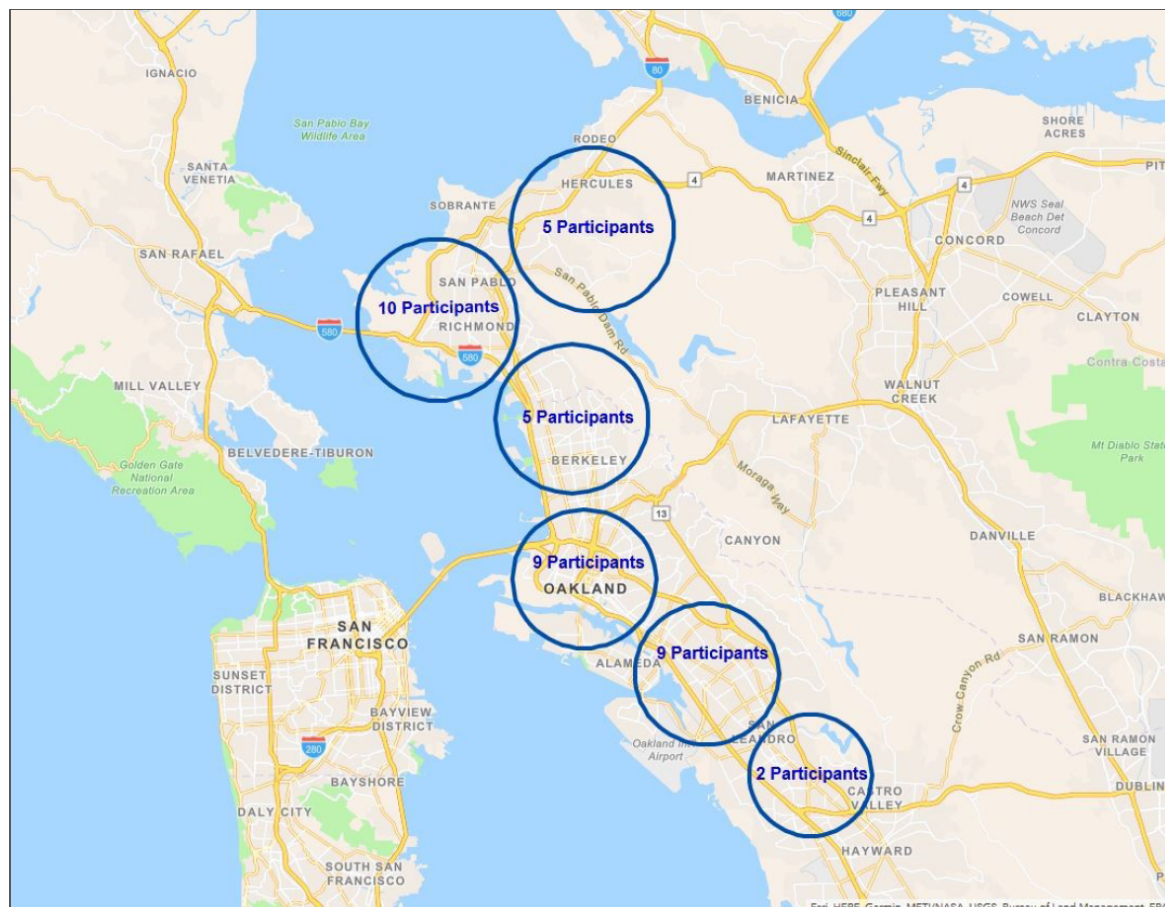 680
IGNACIO
80
BENICIA
San Pablo Bay
Wildlife Area
SHORE
ACRES
RODEO
SANTA
VENETIA
Sinclair Fwy
PIT
HERCULES
4
MARTINEZ
4
SOBRANTE
NWS Seal
Beach Det
Concord
4
5 Participants
SAN RAFAEL
CONCORD
SAN PABLO
San Pablo Dam Rd
PLEASANT
HILL
COWELL
10 Participants
CLAYTON
RICHMOND
580
580
Contra Costa
MILL VALLEY
WALNUT
CREEK
5 Participants
LAFAYETTE
BELVEDERE-TIBURON
BERKELEY
Mt Diablo State
Park
Golden Gate
National
Recreation Area
Moraga Way
13
CANYON
DANVILLE
9 Participants
OAKLAND
BLACKHAW
SAN
FRANCISCO
SAN RAMON
9 Participants
ALAMEDA
Crow Canyon Rd
SUNSET
DISTRICT
BAYVIEW
DISTRICT
SAN
LEANDRO
Oakland Int'l
Airport
280
SAN RAMON
VILLAGE
BAYSHORE
2 Participants
DUBLIN
CASTRO
VALLEY
DALY CITY
HAYWARD
SOUTH SAN
FRANCISCO
P